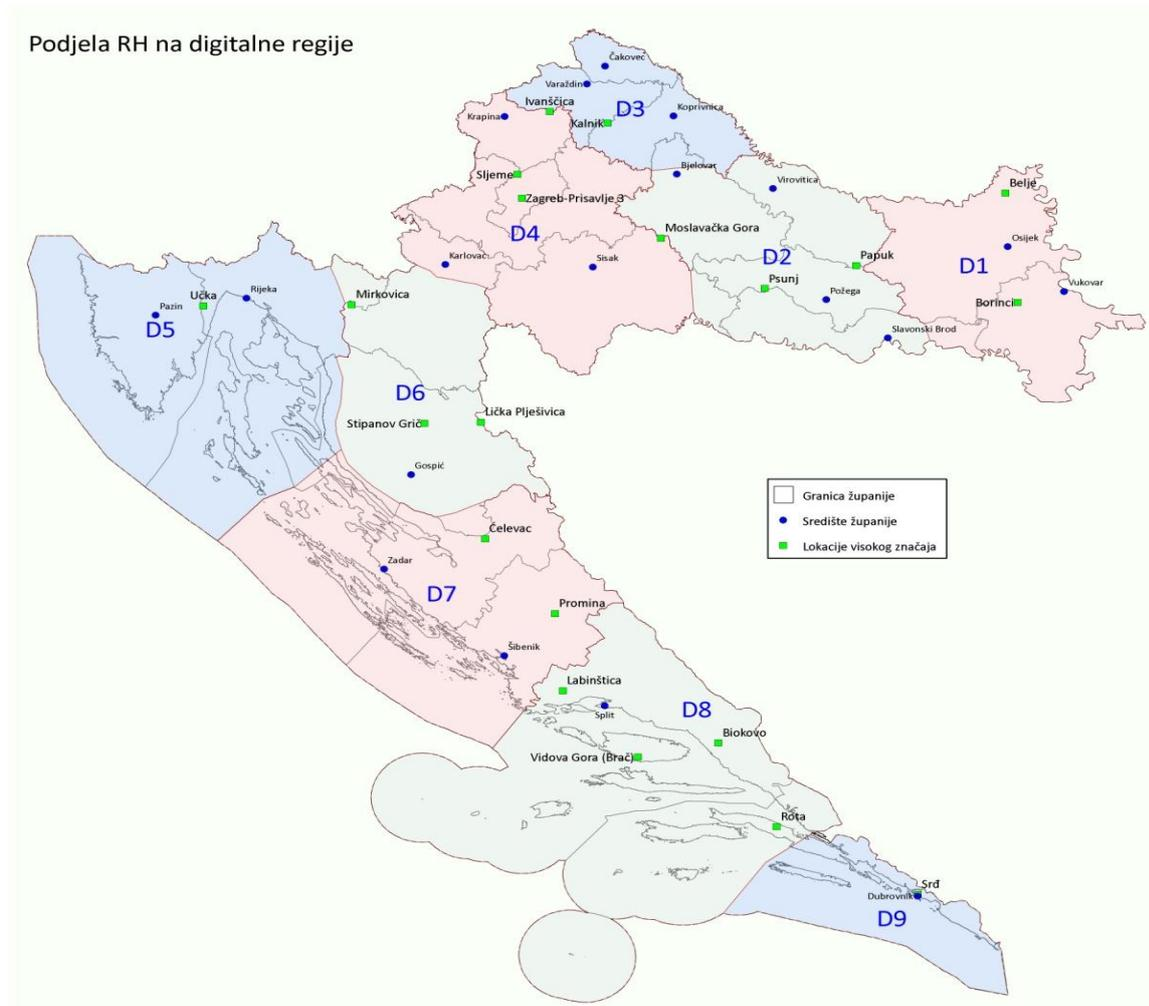 Podjela RH na digitalne regije
Čakovec
Varaždin
Ivanščica
D3
Koprivnica
Krapina
Kalnik
Bjelovar
Sljeme
Virovitica
Belje
Zagreb-Prisavlje 3
Moslavačka Gora
D4
Osijek
Karlovac
Sisak
D2
Papuk
D1
Psunj
Požega
Vukovar
Borinci
Slavonski Brod
Učka
Rijeka
Mirkovica
Pazin
D5
D6
Stipanov Grič
Lička Plješivica
Gospić
Granica županije
Središte županije
Lokacije visokog značaja
Čelevac
Zadar
D7
Promina
Šibenik
Labinštica
Split
D8
Biokovo
Vidova Gora (Brač)
Rota
Srđ
Dubrovnik
D9